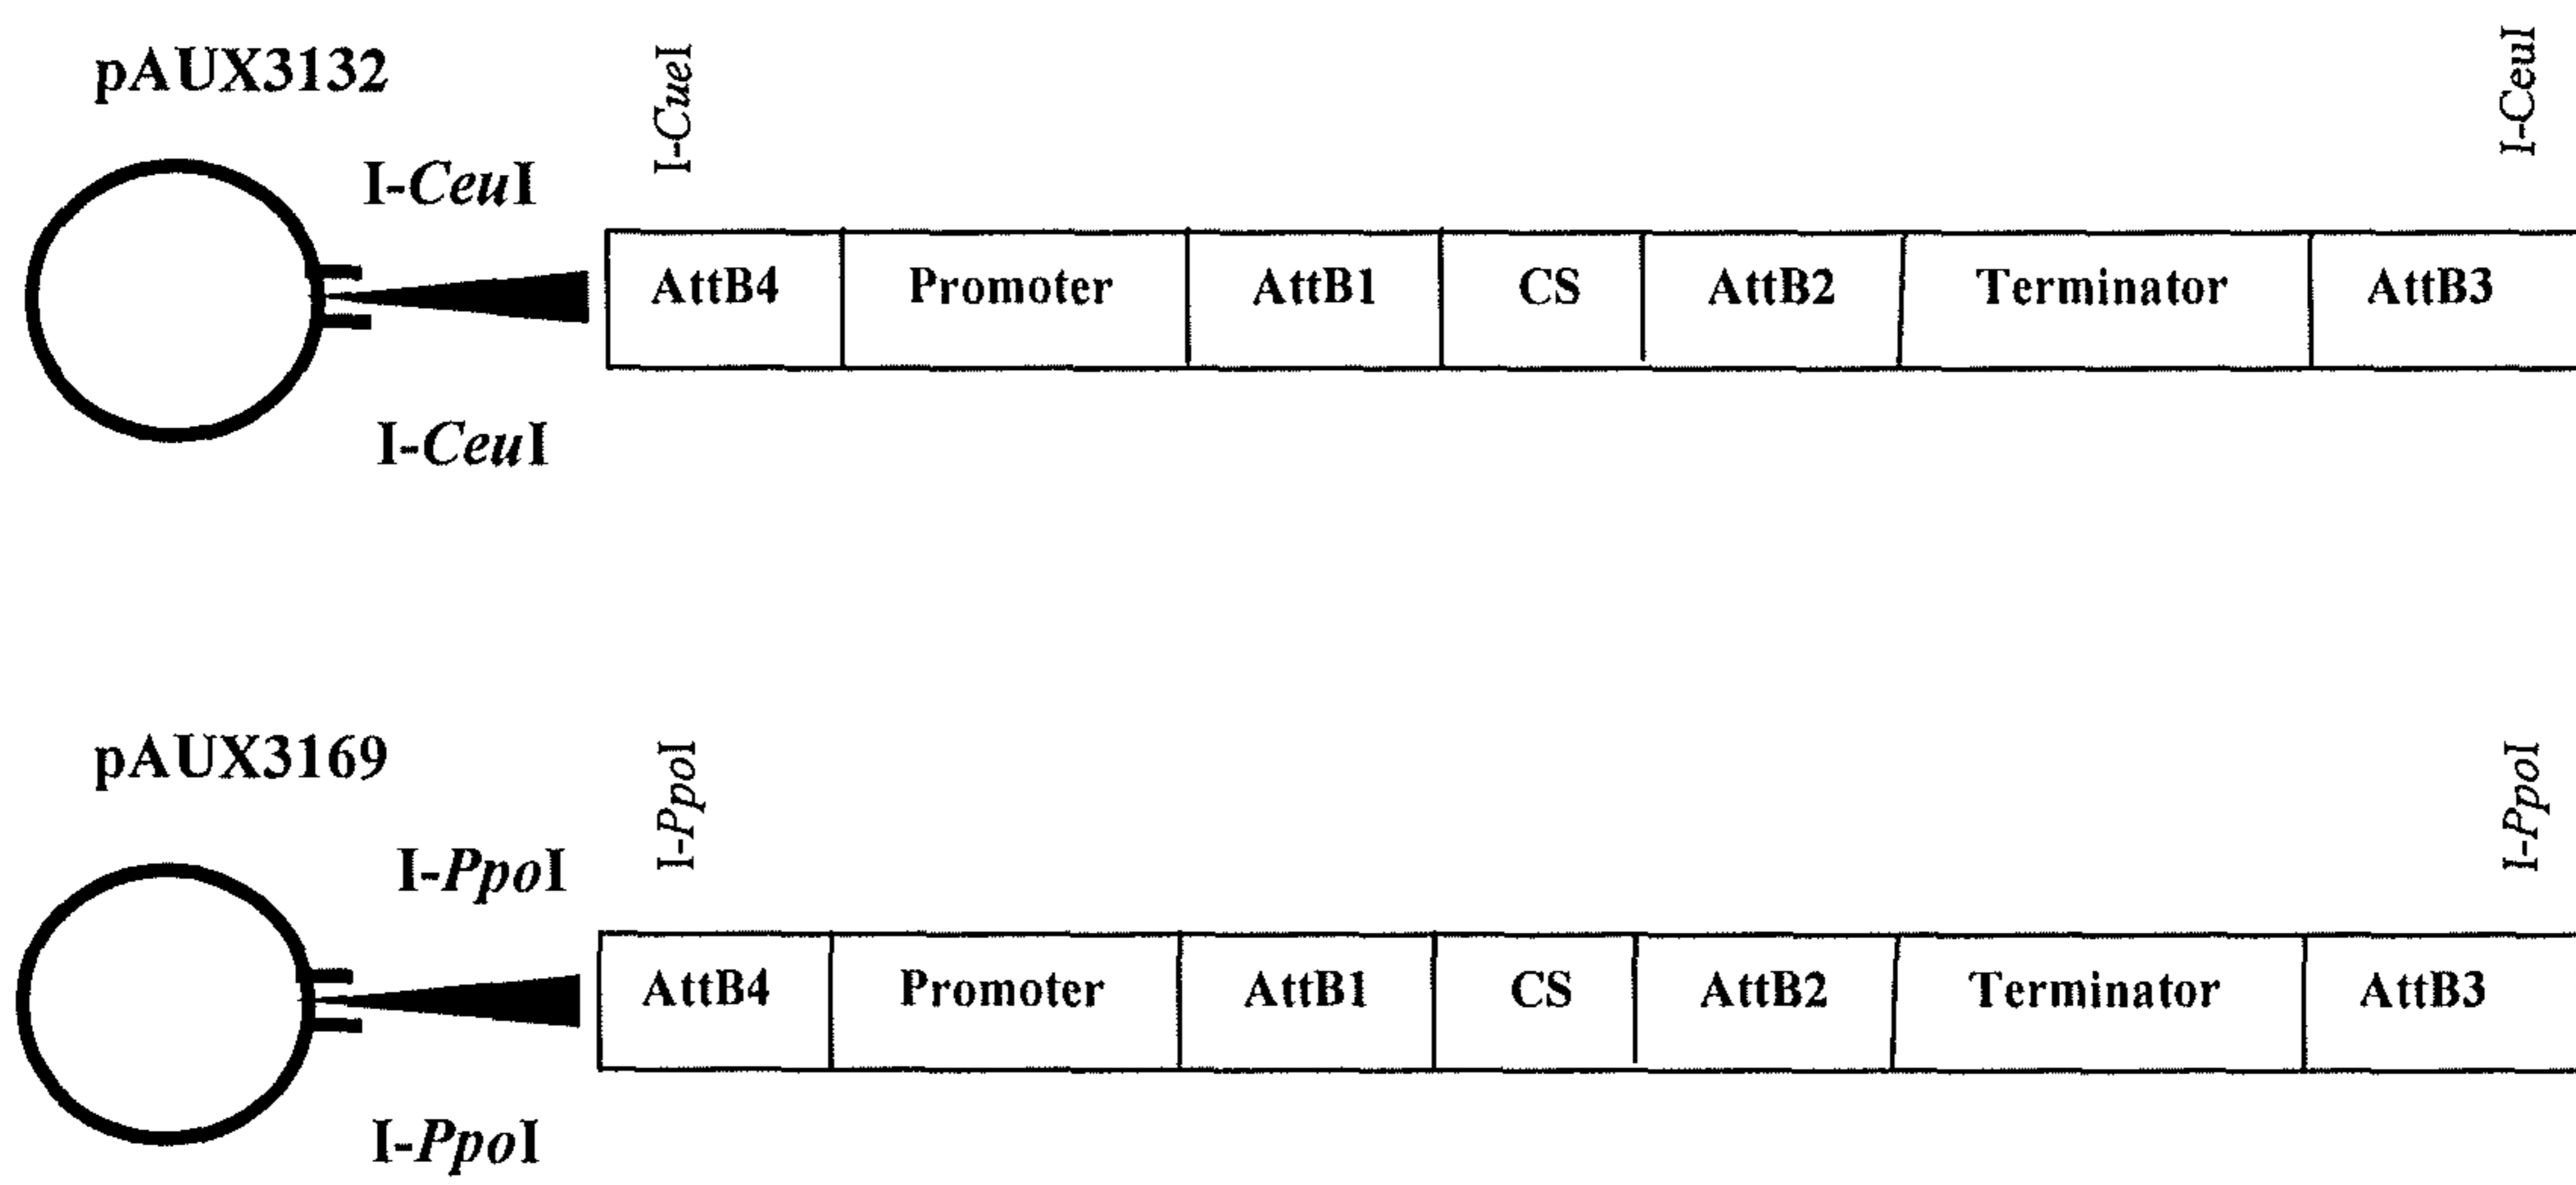 pAUX3132
I-CueI
I-CeuI
I-CeuI
AttB4 Promoter AttB1 CS AttB2 Terminator AttB3
I-CeuI
pAUX3169
I-PpoI
I-PpoI
I-PpoI
AttB4 Promoter AttB1 CS AttB2 Terminator AttB3
I-PpoI